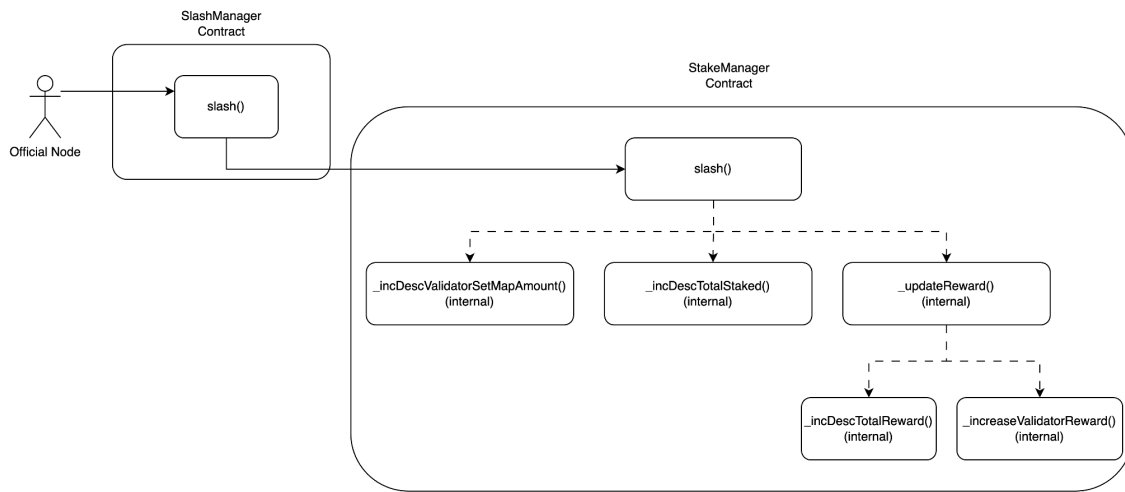 SlashManager
Contract
slash()
Official Node
StakeManager
Contract
slash()
_incDescValidatorSetMapAmount()
(internal)
_incDescTotalStaked()
(internal)
_updateReward()
(internal)
_incDescTotalReward()
(internal)
_increaseValidatorReward()
(internal)